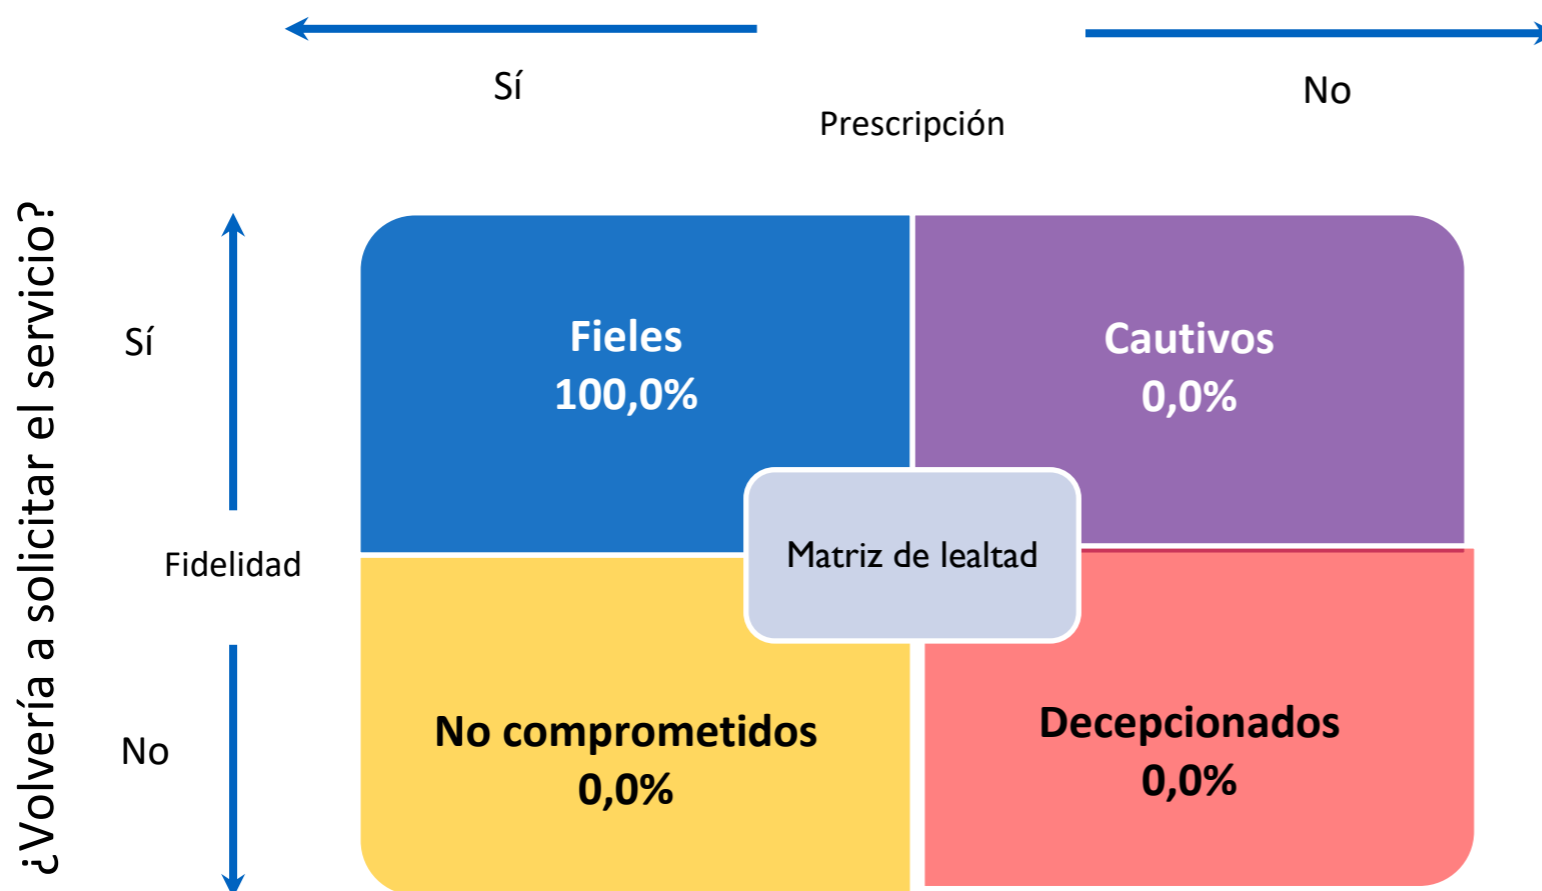 Sí
No
Prescripción
¿Volvería a solicitar el servicio?
Sí
Fidelidad
No
Fieles
100,0%
Cautivos
0,0%
Matriz de lealtad
No comprometidos
0,0%
Decepcionados
0,0%